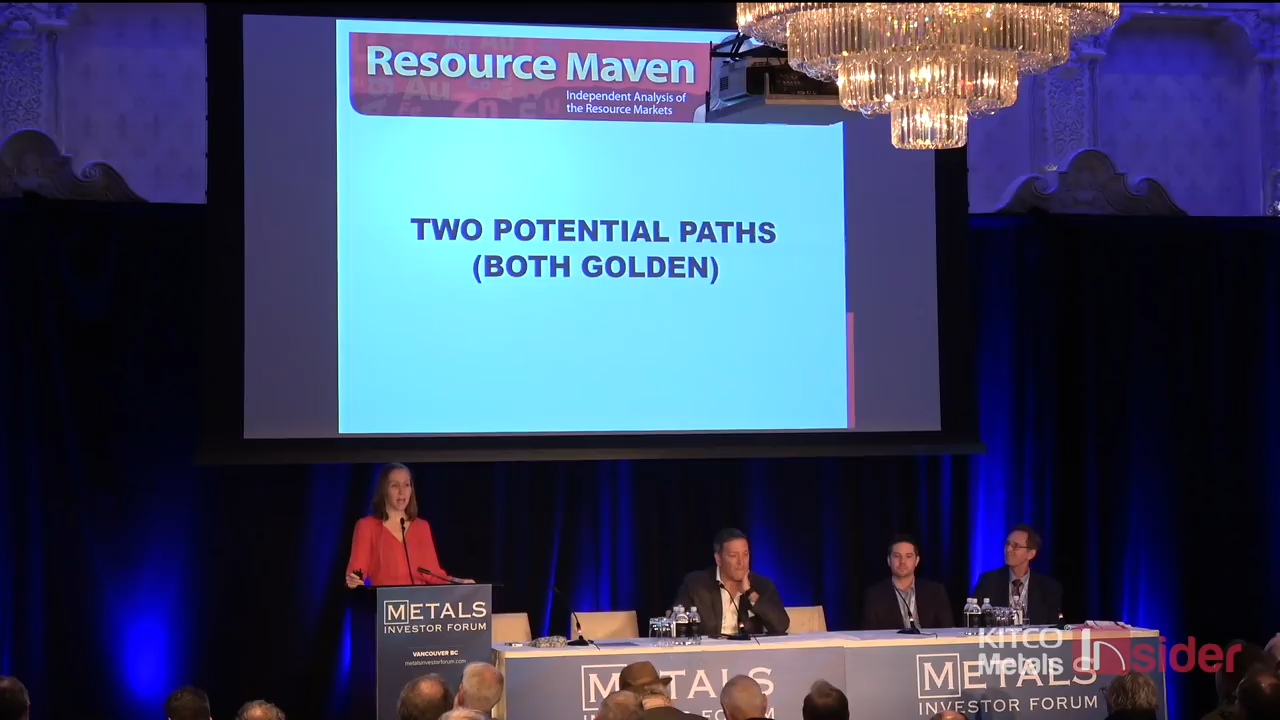 Resource Maven
Independent Analysis of
the Resource Markets
TWO POTENTIAL PATHS
(BOTH GOLDEN)
METALS
INVESTOR FORUM
VANCOUVER BC
metalsinvestorforum.com
METALS
INVESTOR FORUM
METALS
INVESTOR FORUM
KITCO
Metals
Insider